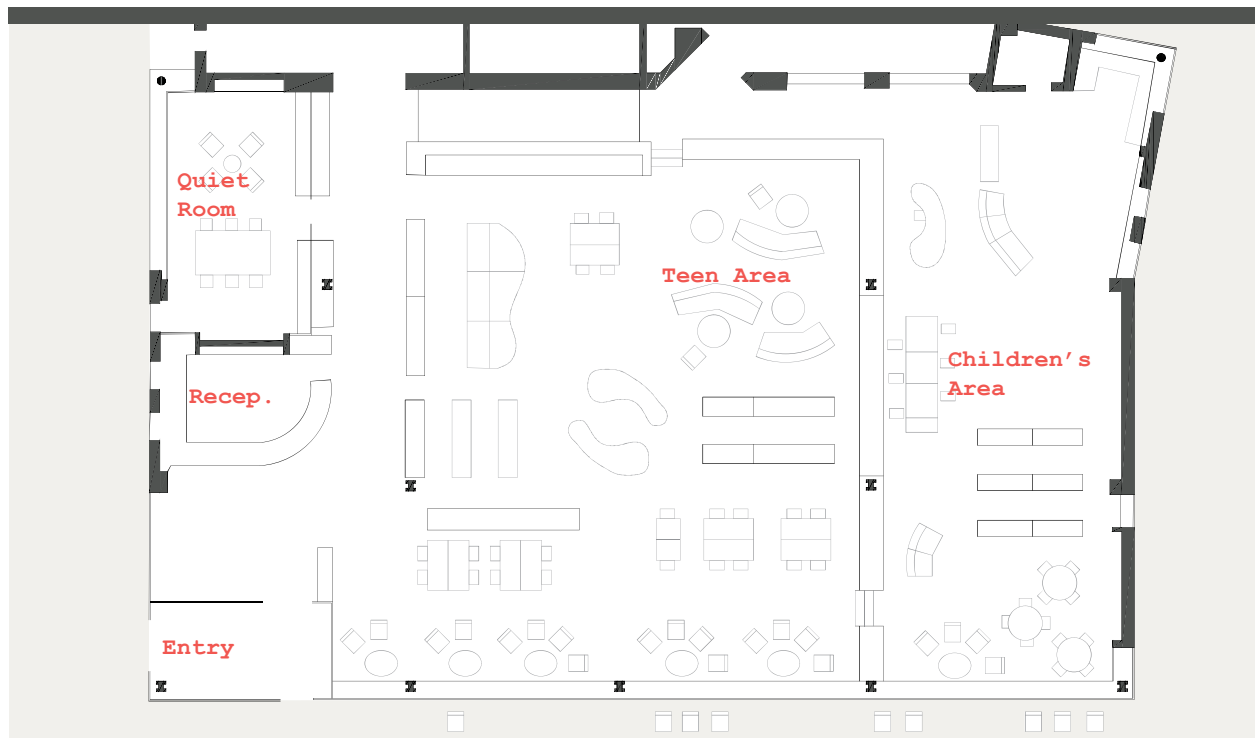 Quiet
Room
Teen Area
Children's
Area
Recep.
Entry